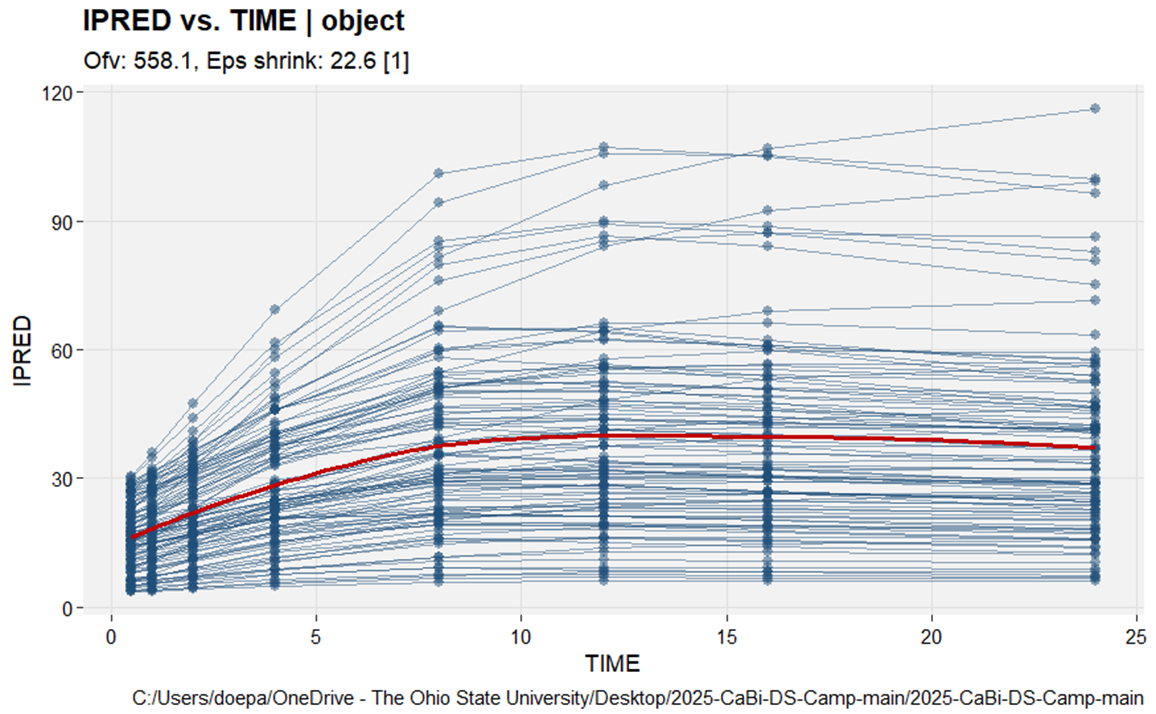 IPRED vs. TIME | object
Ofv: 558.1, Eps shrink: 22.6 [1]
120
90
60
30
0
IPRED
0 5 10 15 20 25
TIME
C:/Users/doepa/OneDrive - The Ohio State University/Desktop/2025-CaBi-DS-Camp-main/2025-CaBi-DS-Camp-main